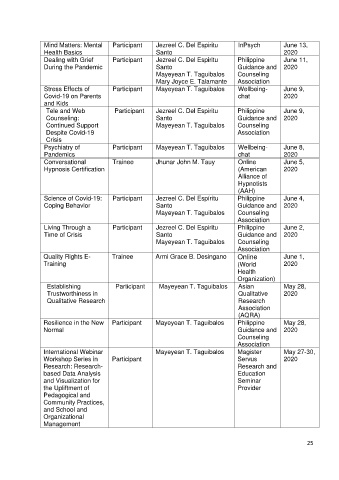 Mind Matters: Mental Health Basics | Participant | Jezreel C. Del Espiritu Santo | InPsych | June 13, 2020
Dealing with Grief During the Pandemic | Participant | Jezreel C. Del Espiritu Santo Mayeyean T. Taguibalos Mary Joyce E. Talamante | Philippine Guidance and Counseling Association | June 11, 2020
Stress Effects of Covid-19 on Parents and Kids | Participant | Mayeyean T. Taguibalos | Wellbeing-chat | June 9, 2020
Tele and Web Counseling: Continued Support Despite Covid-19 Crisis | Participant | Jezreel C. Del Espiritu Santo Mayeyean T. Taguibalos | Philippine Guidance and Counseling Association | June 9, 2020
Psychiatry of Pandemics | Participant | Mayeyean T. Taguibalos | Wellbeing-chat | June 8, 2020
Conversational Hypnosis Certification | Trainee | Jhunar John M. Tauy | Online (American Alliance of Hypnotists (AAH) | June 5, 2020
Science of Covid-19: Coping Behavior | Participant | Jezreel C. Del Espiritu Santo Mayeyean T. Taguibalos | Philippine Guidance and Counseling Association | June 4, 2020
Living Through a Time of Crisis | Participant | Jezreel C. Del Espiritu Santo Mayeyean T. Taguibalos | Philippine Guidance and Counseling Association | June 2, 2020
Quality Rights E-Training | Trainee | Armi Grace B. Desingano | Online (World Health Organization) | June 1, 2020
Establishing Trustworthiness in Qualitative Research | Participant | Mayeyean T. Taguibalos | Asian Qualitative Research Association (AQRA) | May 28, 2020
Resilience in the New Normal | Participant | Mayeyean T. Taguibalos | Philippine Guidance and Counseling Association | May 28, 2020
International Webinar Workshop Series in Research: Research-based Data Analysis and Visualization for the Upliftment of Pedagogical and Community Practices, and School and Organizational Management | Participant | Mayeyean T. Taguibalos | Magister Servus Research and Education Seminar Provider | May 27-30, 2020
25